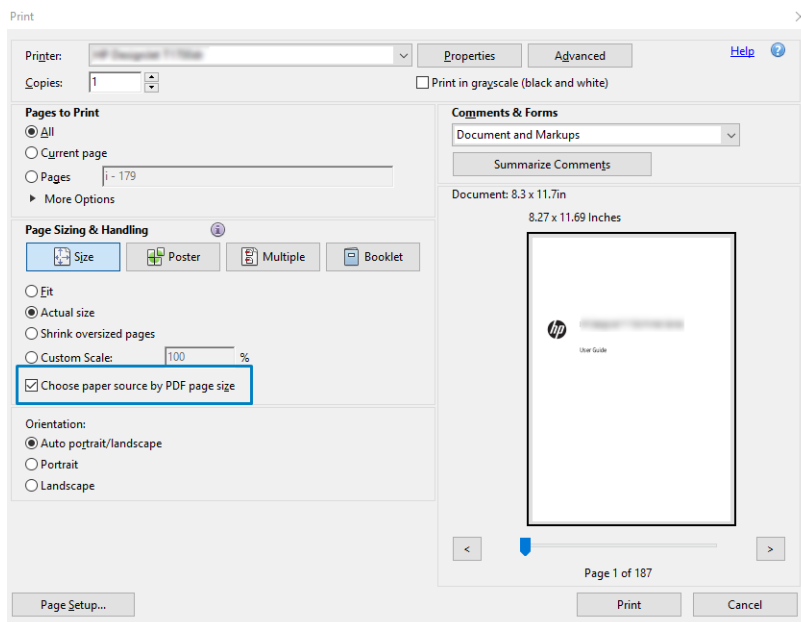 Print
Printer:
Properties
Advanced
Help
?
Copies:
1
Print in grayscale (black and white)
Pages to Print
All
Current page
Pages
i - 179
More Options
Comments & Forms
Document and Markups
Summarize Comments
Page Sizing & Handling
i
Size
Poster
Multiple
Booklet
Fit
Actual size
Shrink oversized pages
Custom Scale:
100
%
Choose paper source by PDF page size
Orientation:
Auto portrait/landscape
Portrait
Landscape
Document: 8.3 x 11.7in
8.27 x 11.69 Inches
hp
User Guide
<
>
Page 1 of 187
Page Setup...
Print
Cancel